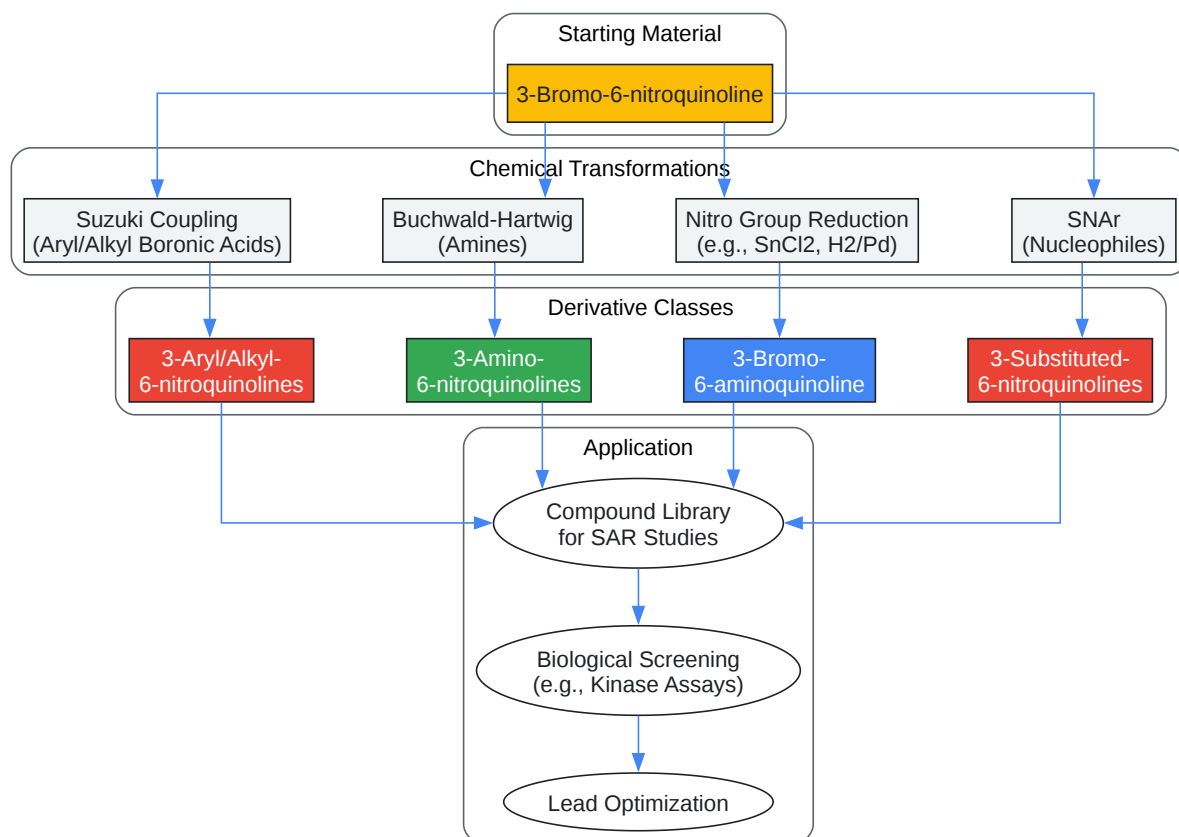 Starting Material
3-Bromo-6-nitroquinoline
Chemical Transformations
Suzuki Coupling
(Aryl/Alkyl Boronic Acids)
Buchwald-Hartwig
(Amines)
Nitro Group Reduction
(e.g., SnCl2, H2/Pd)
SNAr
(Nucleophiles)
Derivative Classes
3-Aryl/Alkyl-
6-nitroquinolines
3-Amino-
6-nitroquinolines
3-Bromo-
6-aminoquinoline
3-Substituted-
6-nitroquinolines
Application
Compound Library
for SAR Studies
Biological Screening
(e.g., Kinase Assays)
Lead Optimization